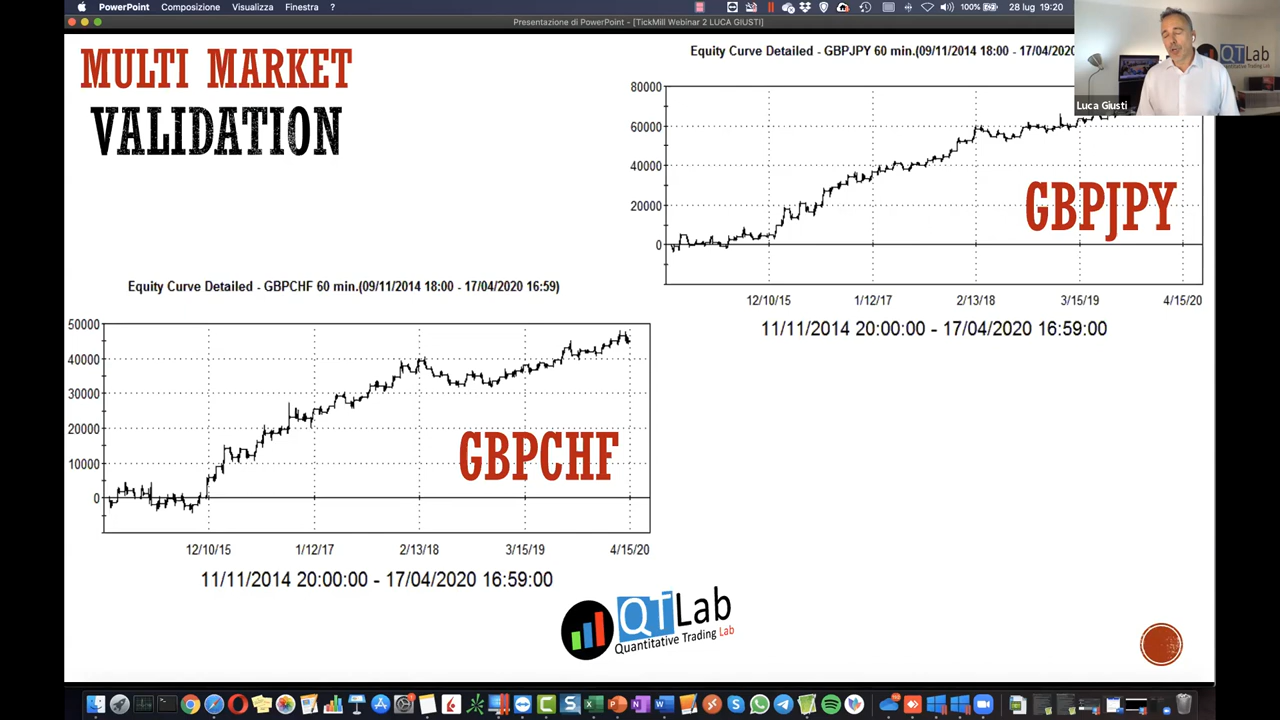 PowerPoint Composizione Visualizza Finestra ?
100% 28 lug 19:20
Presentazione di PowerPoint - [TickMill Webinar 2 LUCA GIUSTI]
MULTI MARKET
VALIDATION
Equity Curve Detailed - GBPJPY 60 min.(09/11/2014 18:00 - 17/04/2020
QTLab
Quantitative Trading Lab
Luca Giusti
80000
60000
40000
20000
0
GBPJPY
12/10/15 1/12/17 2/13/18 3/15/19 4/15/20
11/11/2014 20:00:00 - 17/04/2020 16:59:00
Equity Curve Detailed - GBPCHF 60 min.(09/11/2014 18:00 - 17/04/2020 16:59)
50000
40000
30000
20000
10000
0
GBPCHF
12/10/15 1/12/17 2/13/18 3/15/19 4/15/20
11/11/2014 20:00:00 - 17/04/2020 16:59:00
QTLab
Quantitative Trading Lab